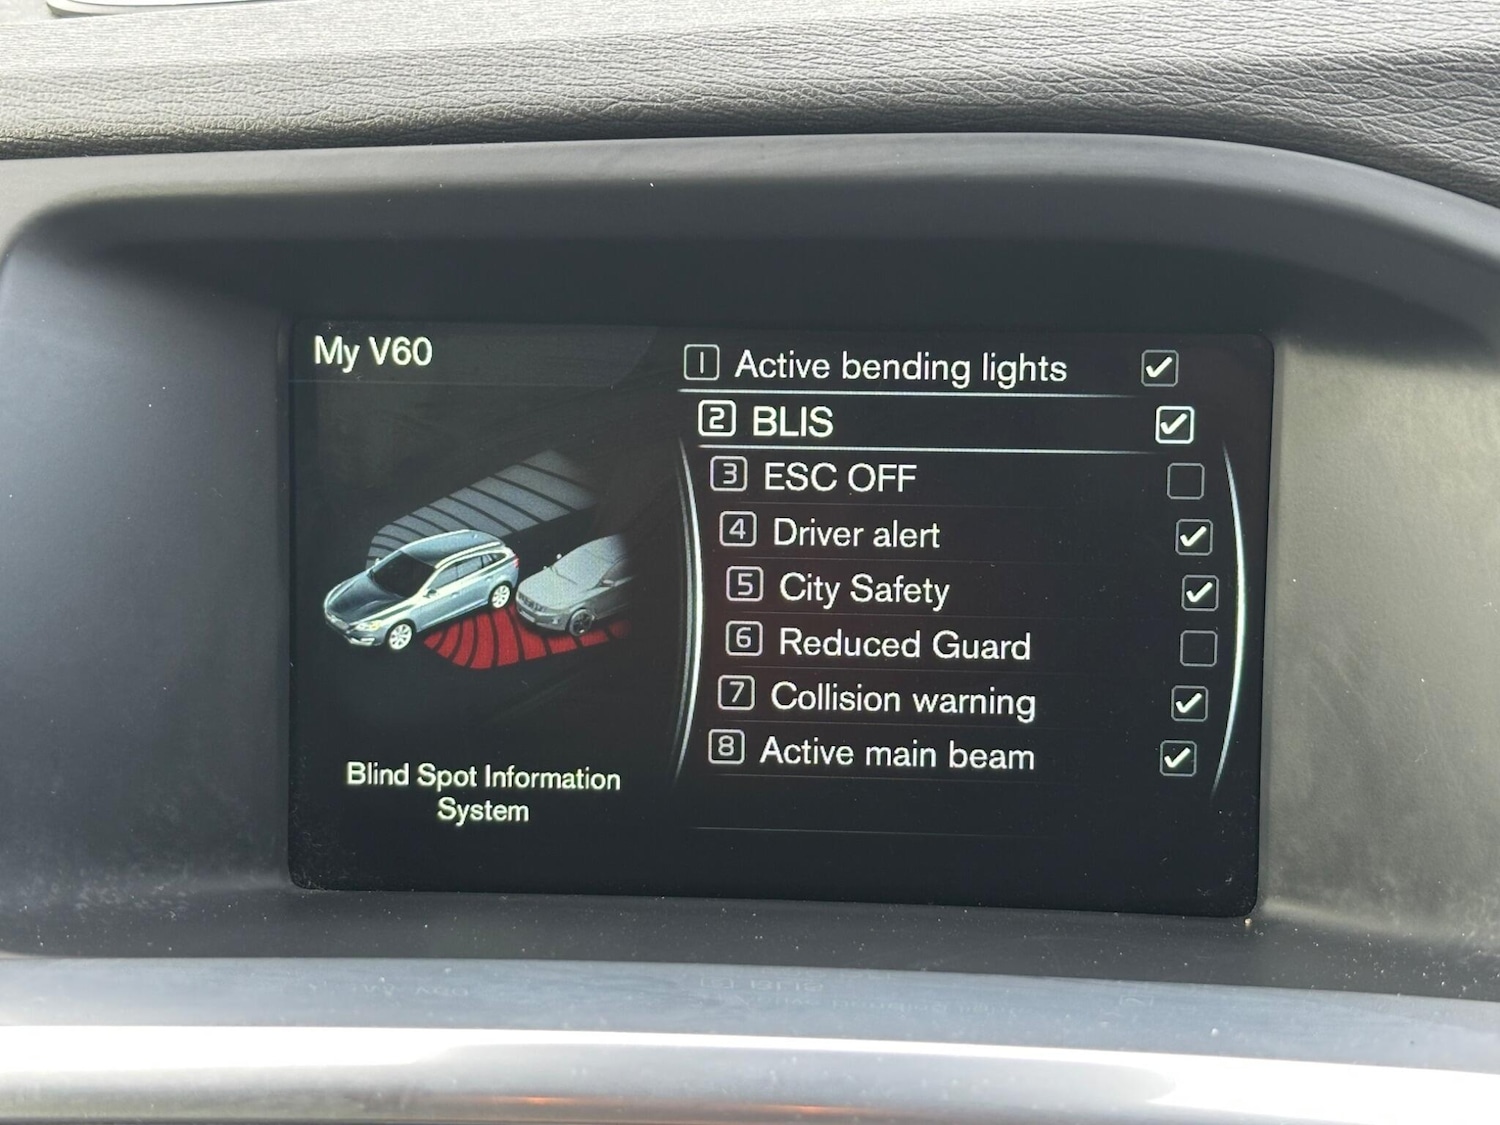 My V60
1 Active bending lights
2 BLIS
3 ESC OFF
4 Driver alert
5 City Safety
6 Reduced Guard
7 Collision warning
8 Active main beam
Blind Spot Information
System